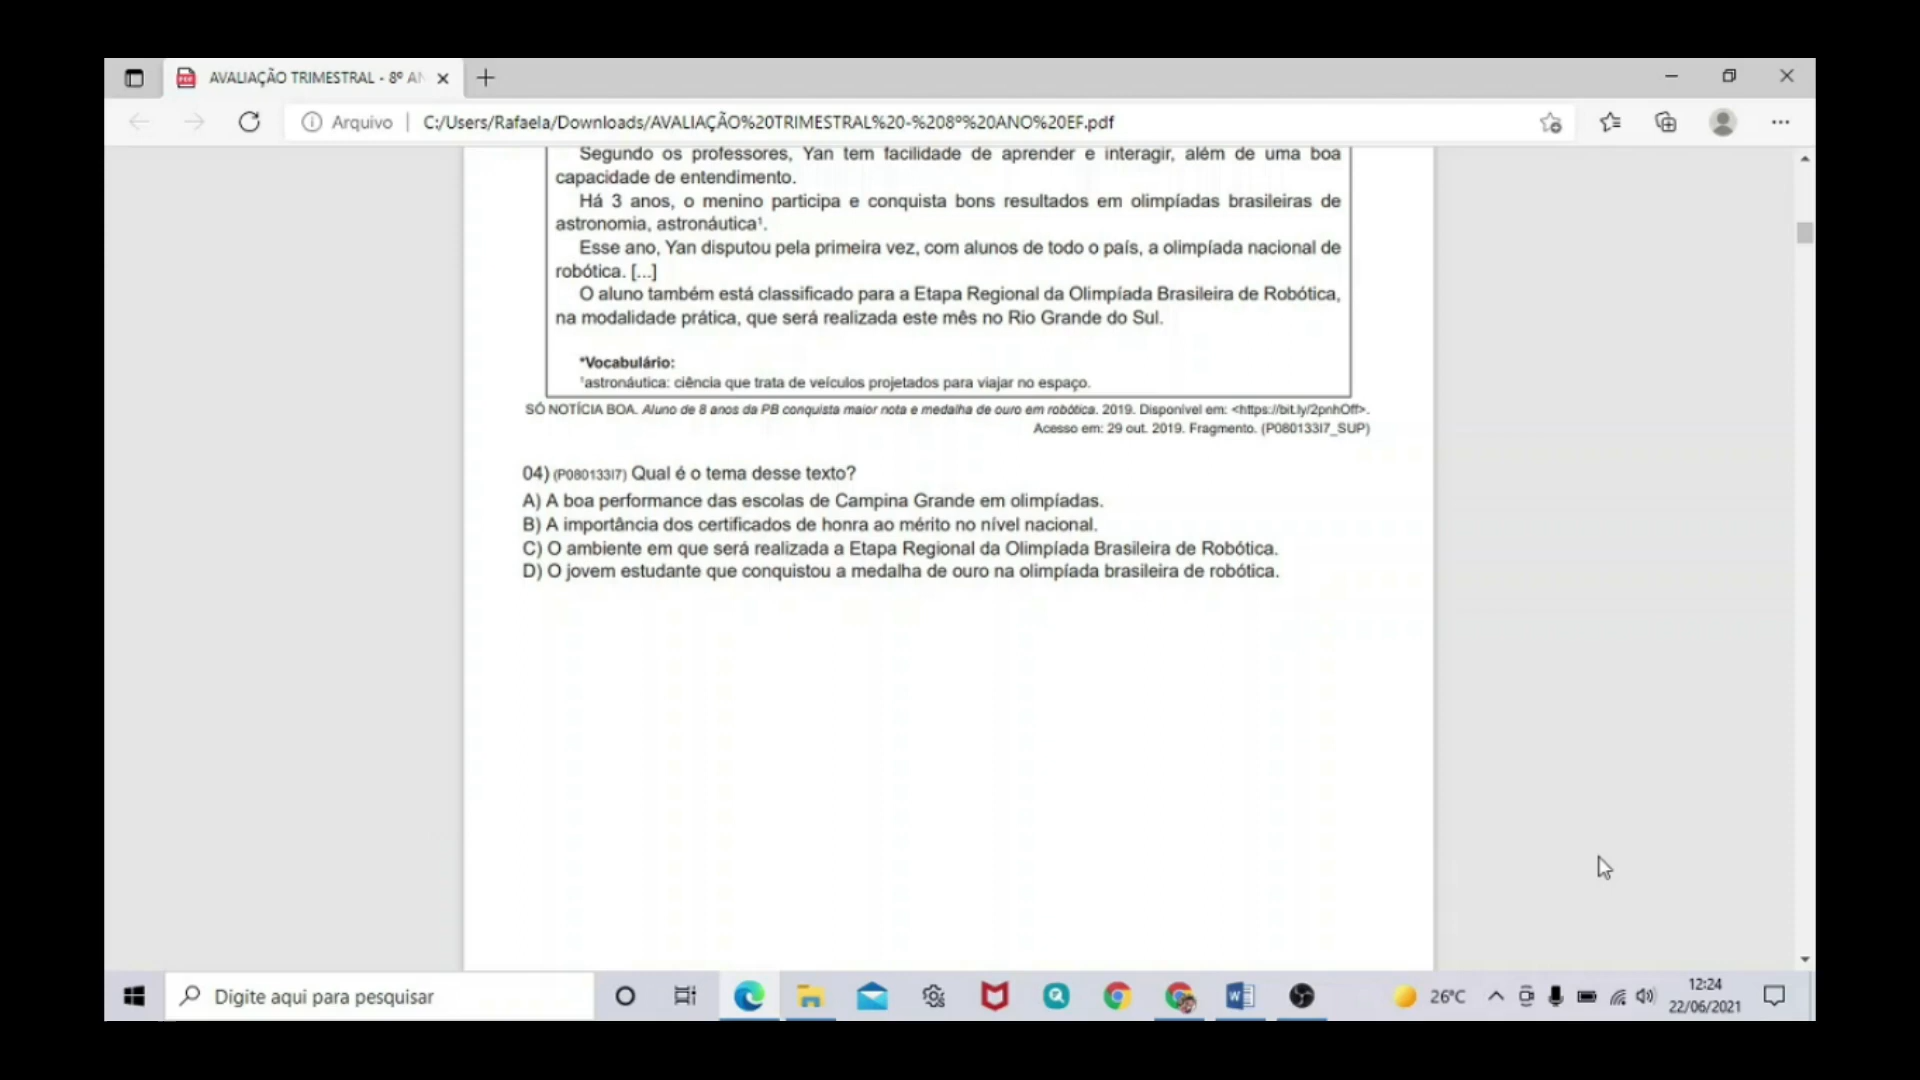 AVALIAÇÃO TRIMESTRAL - 8º AN
Arquivo | C:/Users/Rafaela/Downloads/AVALIAÇÃO%20TRIMESTRAL%20-%208º%20ANO%20EF.pdf
Segundo os professores, Yan tem facilidade de aprender e interagir, além de uma boa
capacidade de entendimento.
Há 3 anos, o menino participa e conquista bons resultados em olimpíadas brasileiras de
astronomia, astronáutica¹.
Esse ano, Yan disputou pela primeira vez, com alunos de todo o país, a olimpíada nacional de
robótica. [...]
O aluno também está classificado para a Etapa Regional da Olimpíada Brasileira de Robótica,
na modalidade prática, que será realizada este mês no Rio Grande do Sul.
*Vocabulário:
¹astronáutica: ciência que trata de veículos projetados para viajar no espaço.
SÓ NOTÍCIA BOA. Aluno de 8 anos da PB conquista maior nota e medalha de ouro em robótica. 2019. Disponível em: <https://bit.ly/2pnhOff>.
Acesso em: 29 out. 2019. Fragmento. (P080133I7_SUP)
04) (P080133I7) Qual é o tema desse texto?
A) A boa performance das escolas de Campina Grande em olimpíadas.
B) A importância dos certificados de honra ao mérito no nível nacional.
C) O ambiente em que será realizada a Etapa Regional da Olimpíada Brasileira de Robótica.
D) O jovem estudante que conquistou a medalha de ouro na olimpíada brasileira de robótica.
Digite aqui para pesquisar
26°C
12:24
22/06/2021